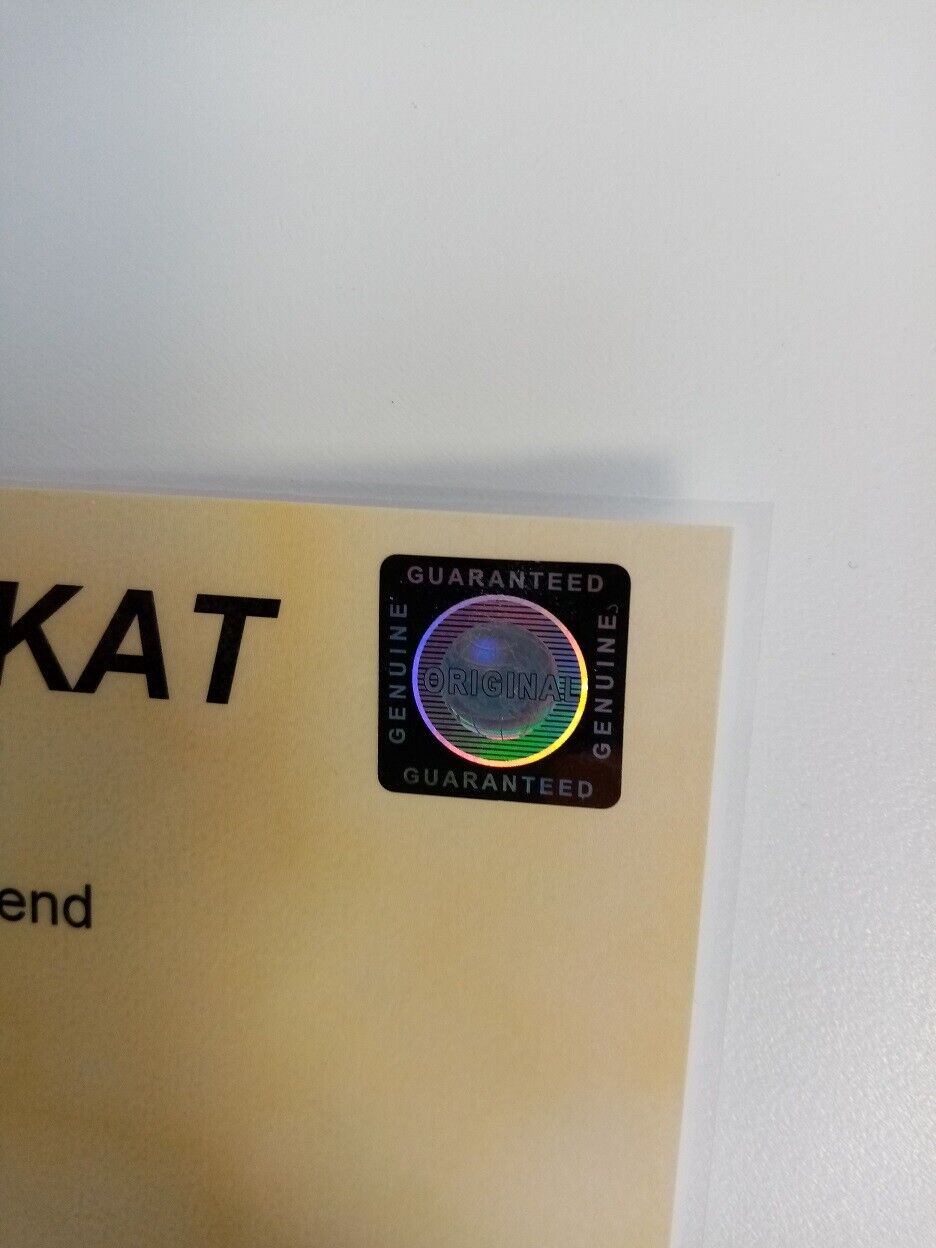 KAT
GUARANTEED
GENUINE
ORIGINAL
GENUINE
GUARANTEED
end